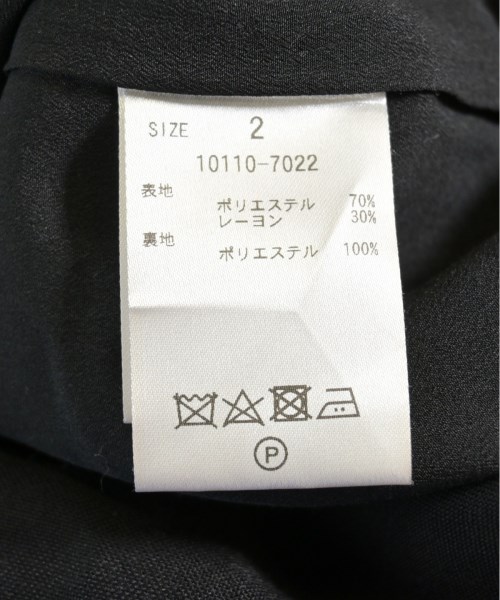 SIZE 2
10110-7022
表地
ポリエステル 70%
レーヨン 30%
裏地
ポリエステル 100%
P